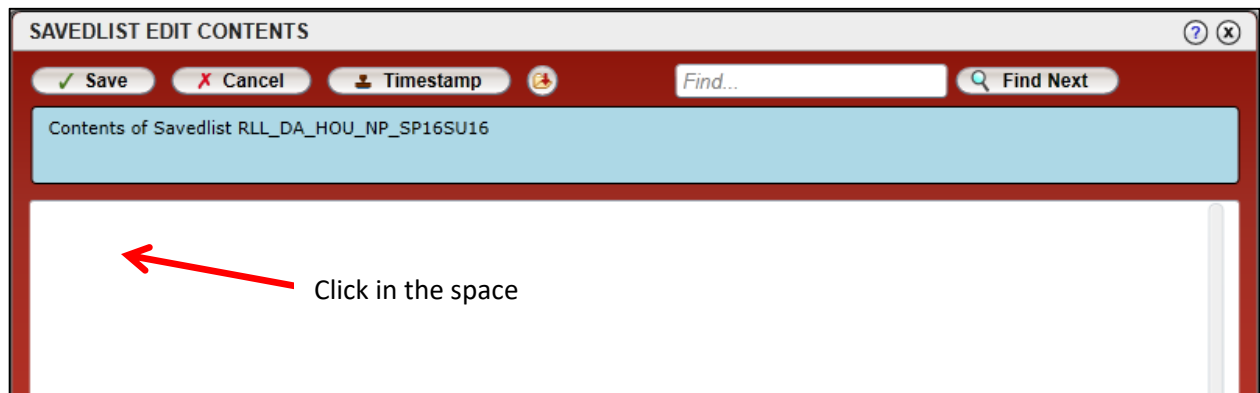 SAVEDLIST EDIT CONTENTS ?
Save Cancel Timestamp Find... Find Next
Contents of Savedlist RLL_DA_HOU_NP_SP16SU16
Click in the space